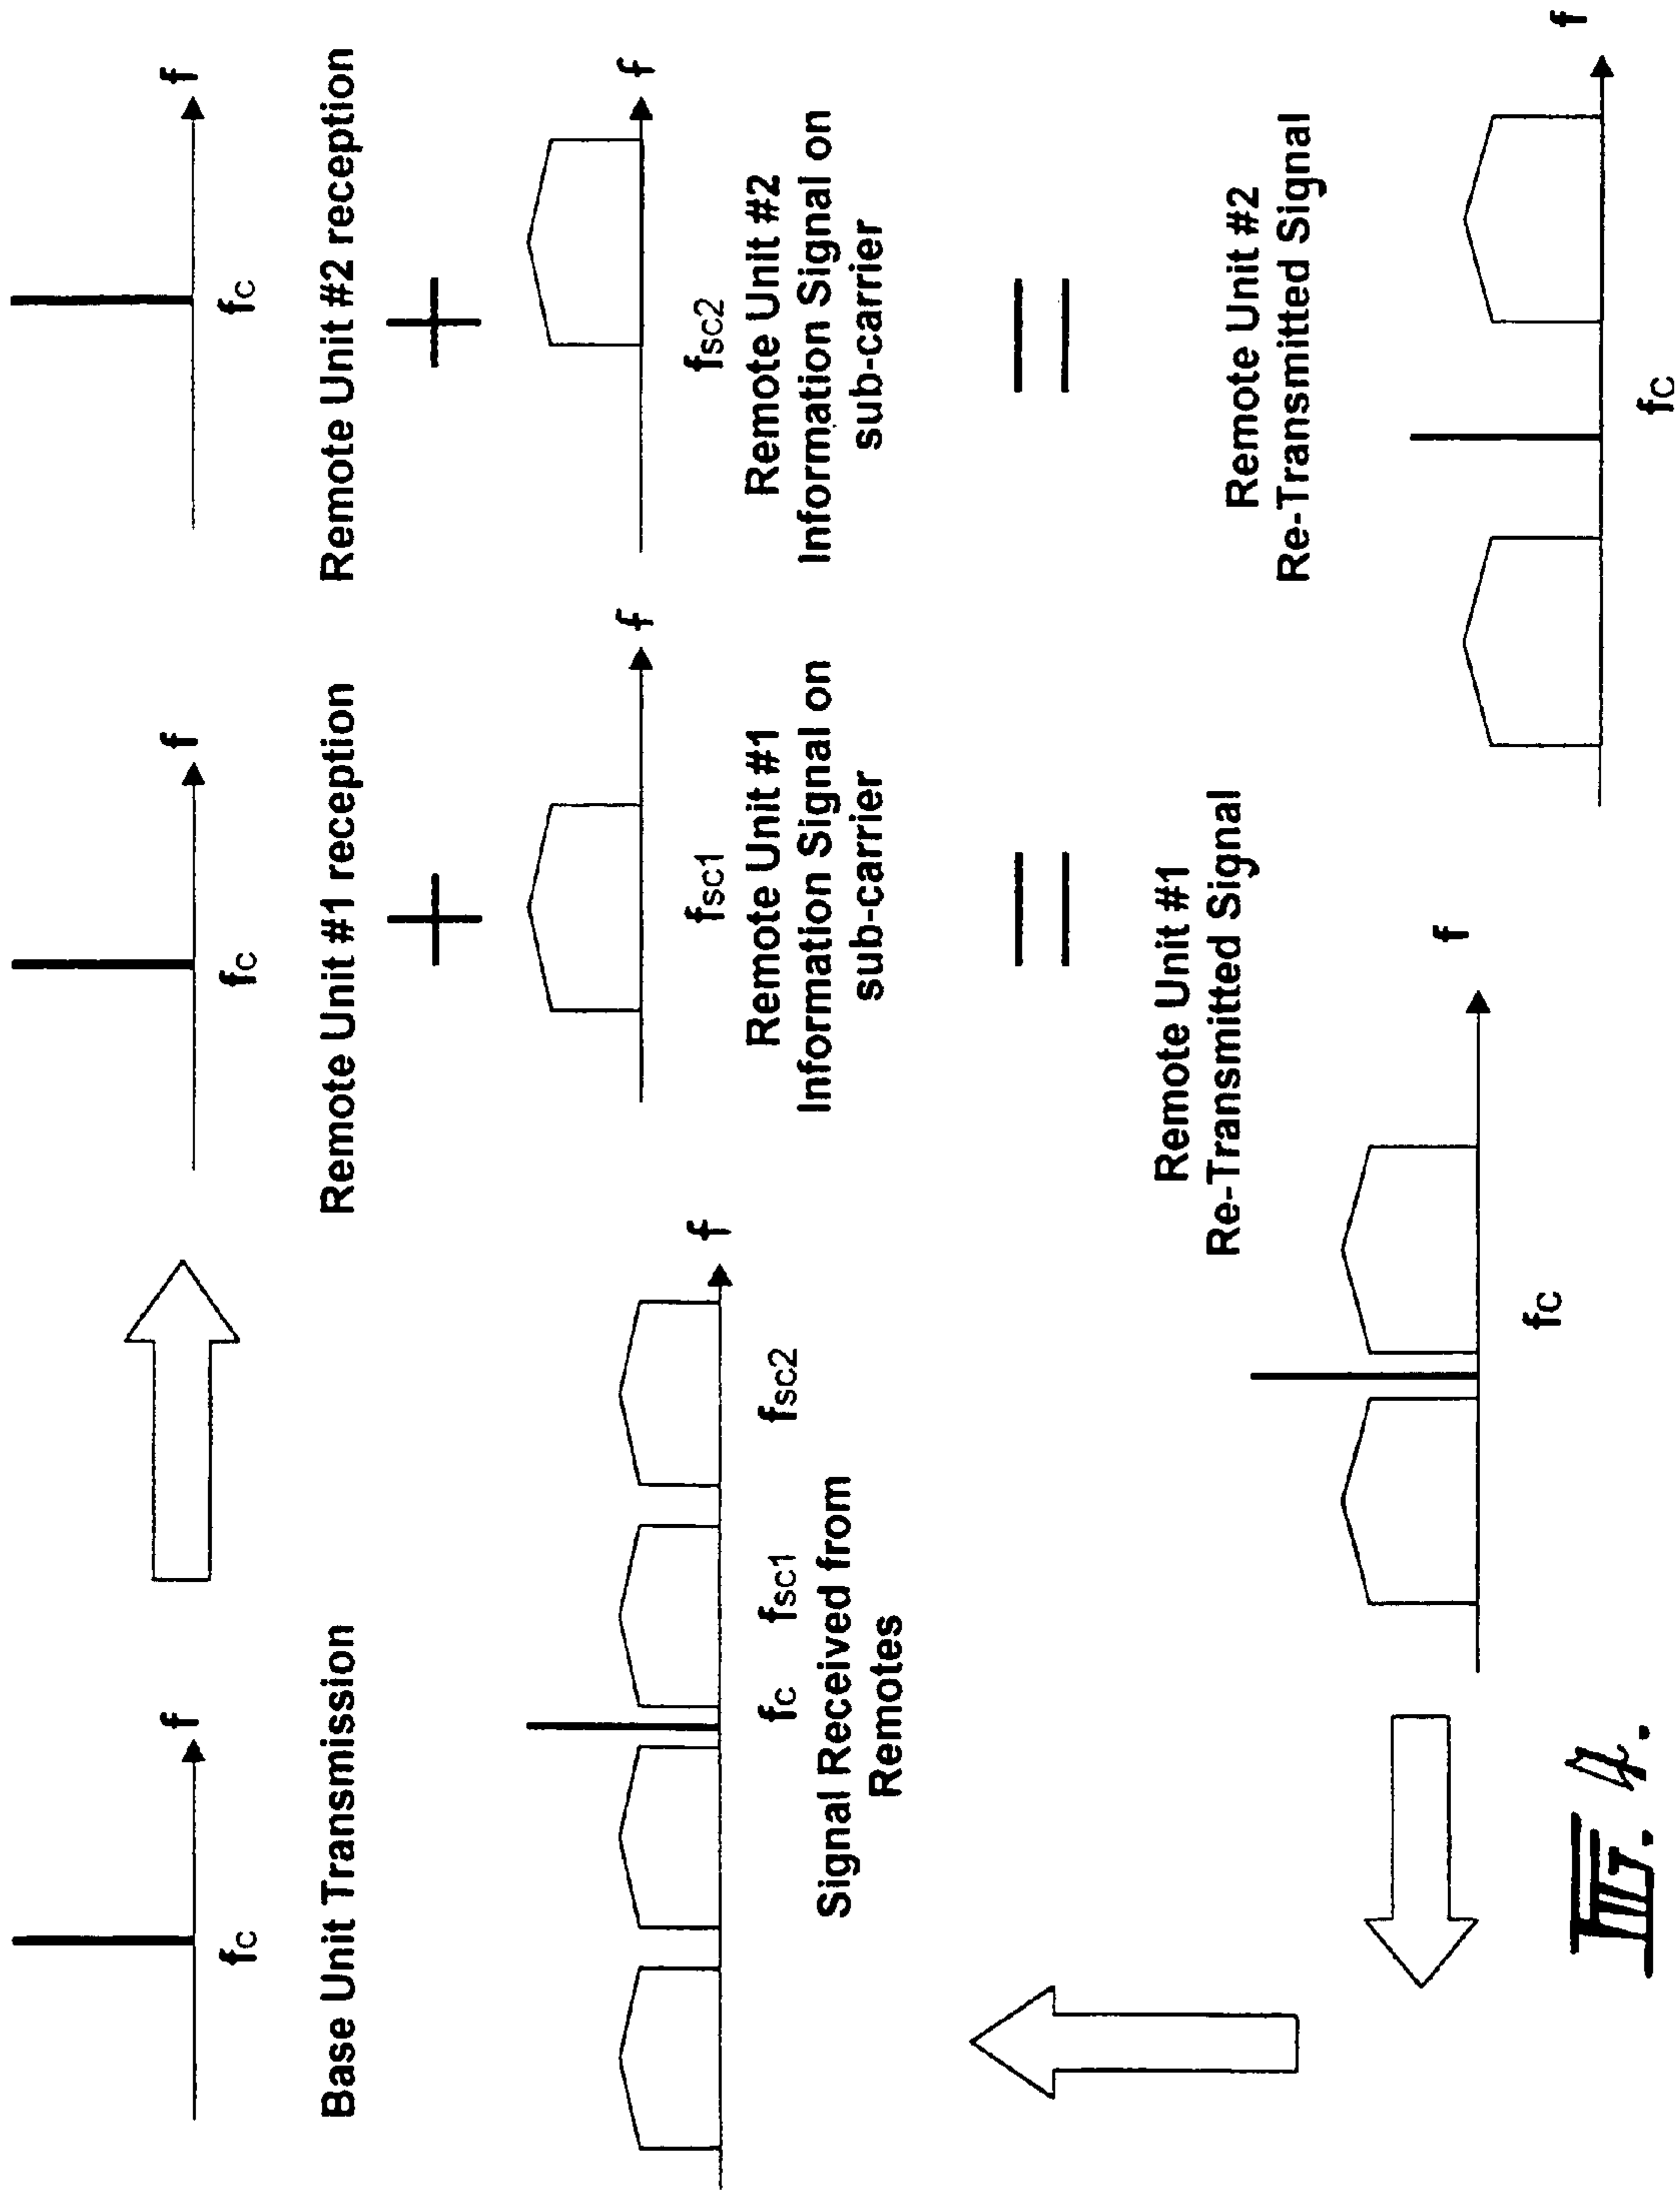 f
fc
Base Unit Transmission
f
fc
Remote Unit #1 reception
f
fc
Remote Unit #2 reception
f
fc fsc1 fsc2
Signal Received from
Remotes
f
fsc1
Remote Unit #1
Information Signal on
sub-carrier
f
fsc2
Remote Unit #2
Information Signal on
sub-carrier
Remote Unit #1
Re-Transmitted Signal
f
fc
Remote Unit #2
Re-Transmitted Signal
f
fc
FIG. 4.